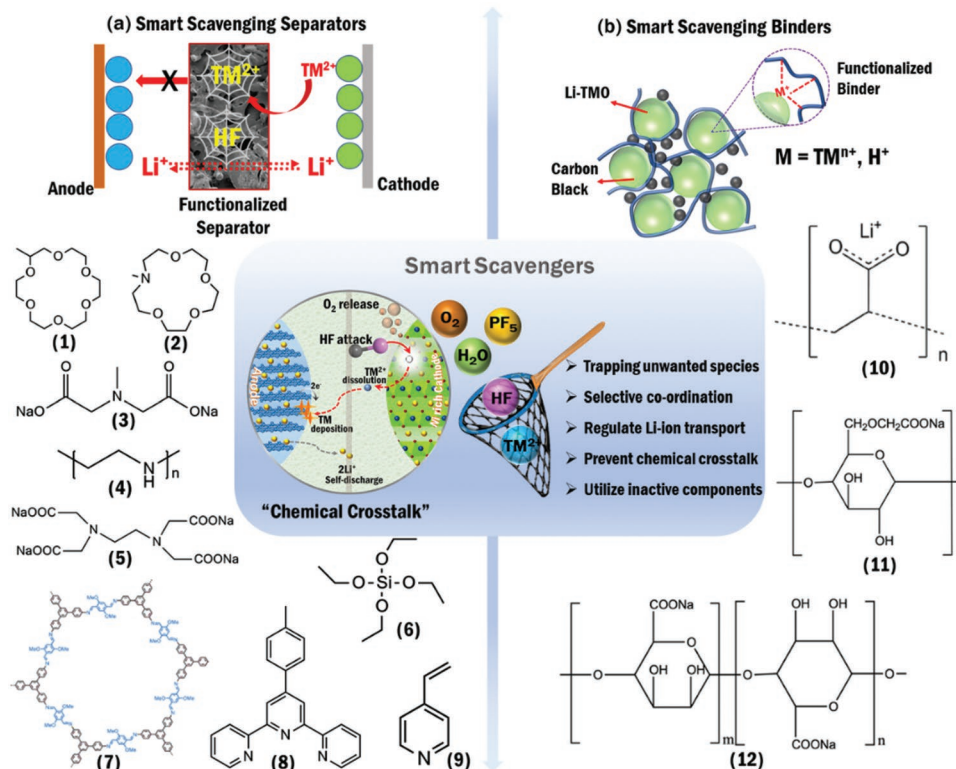 (a) Smart Scavenging Separators
TM2+
TM2+
X
HF
Li+
Li+
Anode
Cathode
Functionalized
Separator
(b) Smart Scavenging Binders
Li-TMO
Functionalized
Binder
M+
M = TMn+, H+
Carbon
Black
O
O
O
O
O
O
(1)
N
O
O
O
O
(2)
O
O
NaO
N
ONa
(3)
N
H
n
(4)
NaOOC
COONa
N
N
NaOOC
COONa
(5)
Smart Scavengers
O2 release
HF attack
TM2+
dissolution
2e-
Anode
TM
deposition
2Li+
Self-discharge
"Chemical Crosstalk"
O2
PF5
H2O
HF
TM2+
Trapping unwanted species
Selective co-ordination
Regulate Li-ion transport
Prevent chemical crosstalk
Utilize inactive components
O
O
Si
O
O
(6)
(7)
N
N
N
(8)
N
(9)
Li+
O
O
n
(10)
CH2OCH2COONa
O
O
OH
OH
(11)
COONa
O
O
OH
OH
m
OH
OH
O
O
O
COONa
n
(12)